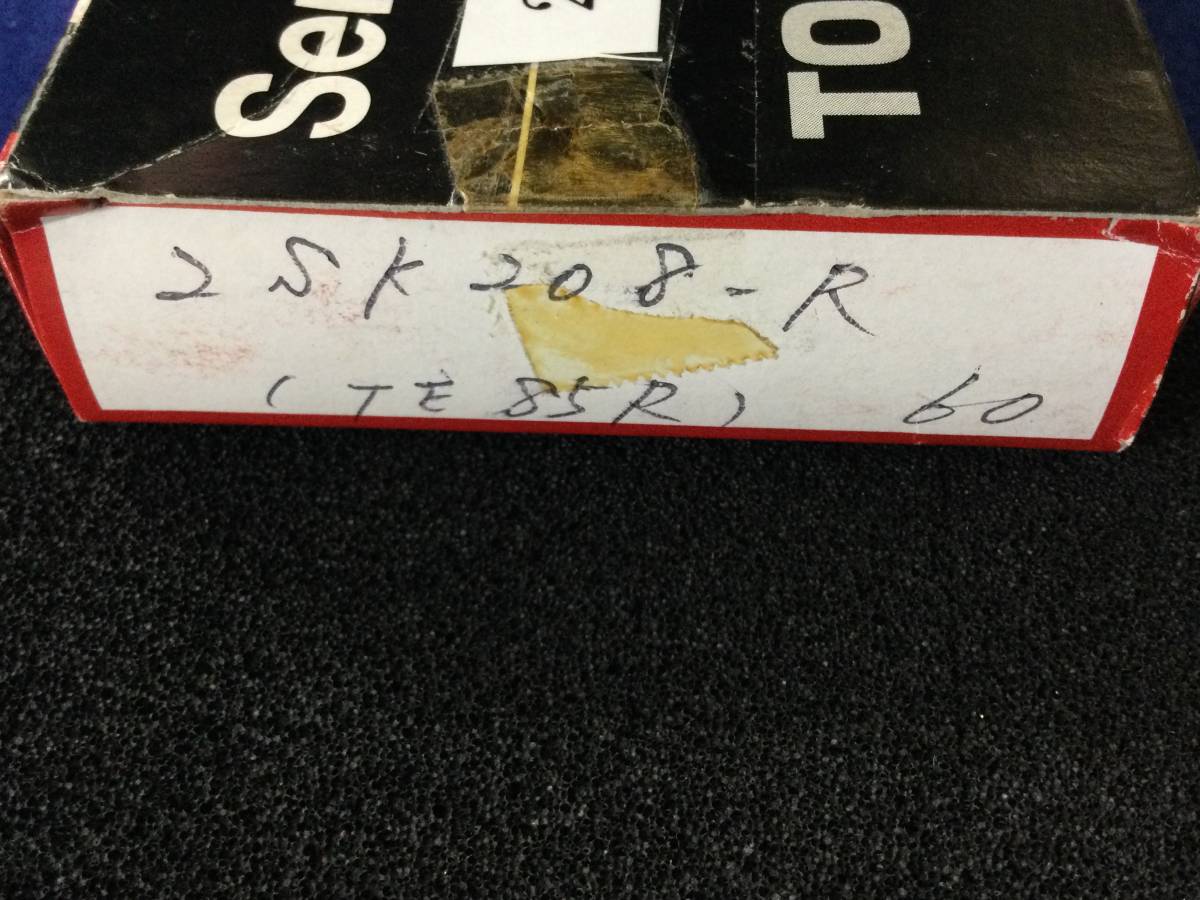 Se
TO
2SK208-R
(TE85R) 60